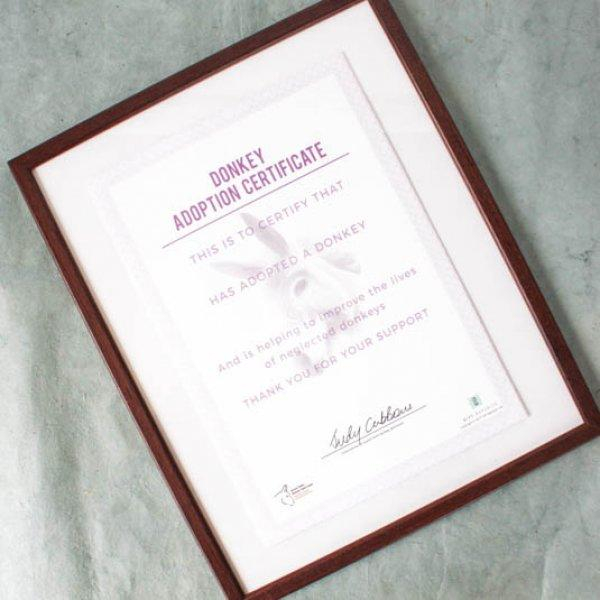 DONKEY
ADOPTION CERTIFICATE
THIS IS TO CERTIFY THAT
HAS ADOPTED A DONKEY
And is helping to improve the lives
of neglected donkeys
THANK YOU FOR YOUR SUPPORT